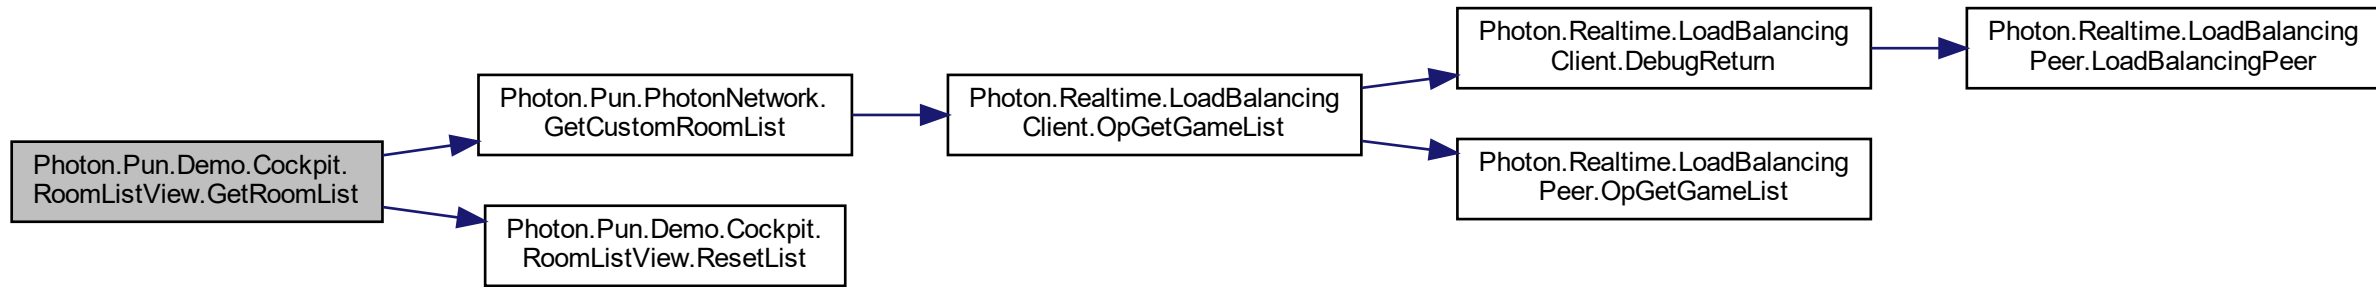 Photon.Pun.Demo.Cockpit.
RoomListView.GetRoomList
Photon.Pun.PhotonNetwork.
GetCustomRoomList
Photon.Pun.Demo.Cockpit.
RoomListView.ResetList
Photon.Realtime.LoadBalancing
Client.OpGetGameList
Photon.Realtime.LoadBalancing
Client.DebugReturn
Photon.Realtime.LoadBalancing
Peer.OpGetGameList
Photon.Realtime.LoadBalancing
Peer.LoadBalancingPeer